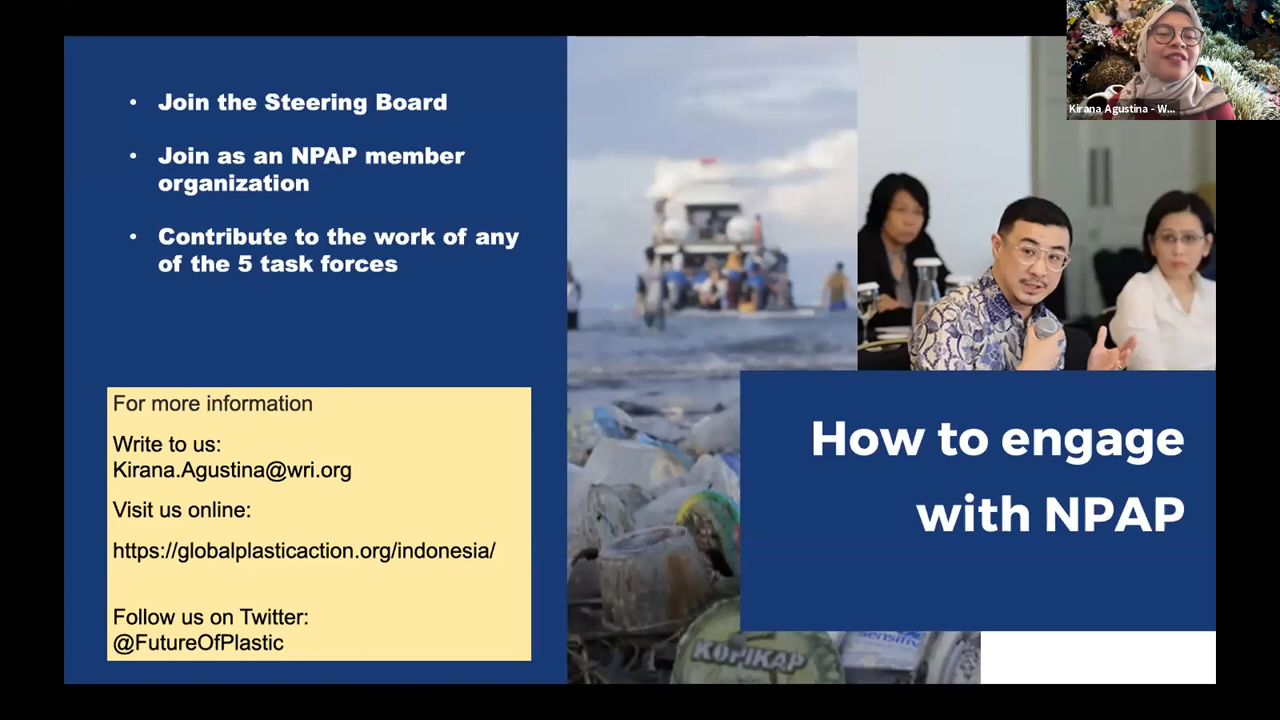 Kirana Agustina - W...
• Join the Steering Board
• Join as an NPAP member
organization
• Contribute to the work of any
of the 5 task forces
For more information
Write to us:
Kirana.Agustina@wri.org
Visit us online:
https://globalplasticaction.org/indonesia/
Follow us on Twitter:
@FutureOfPlastic
How to engage
with NPAP
KOPIKAP
Sensitiv